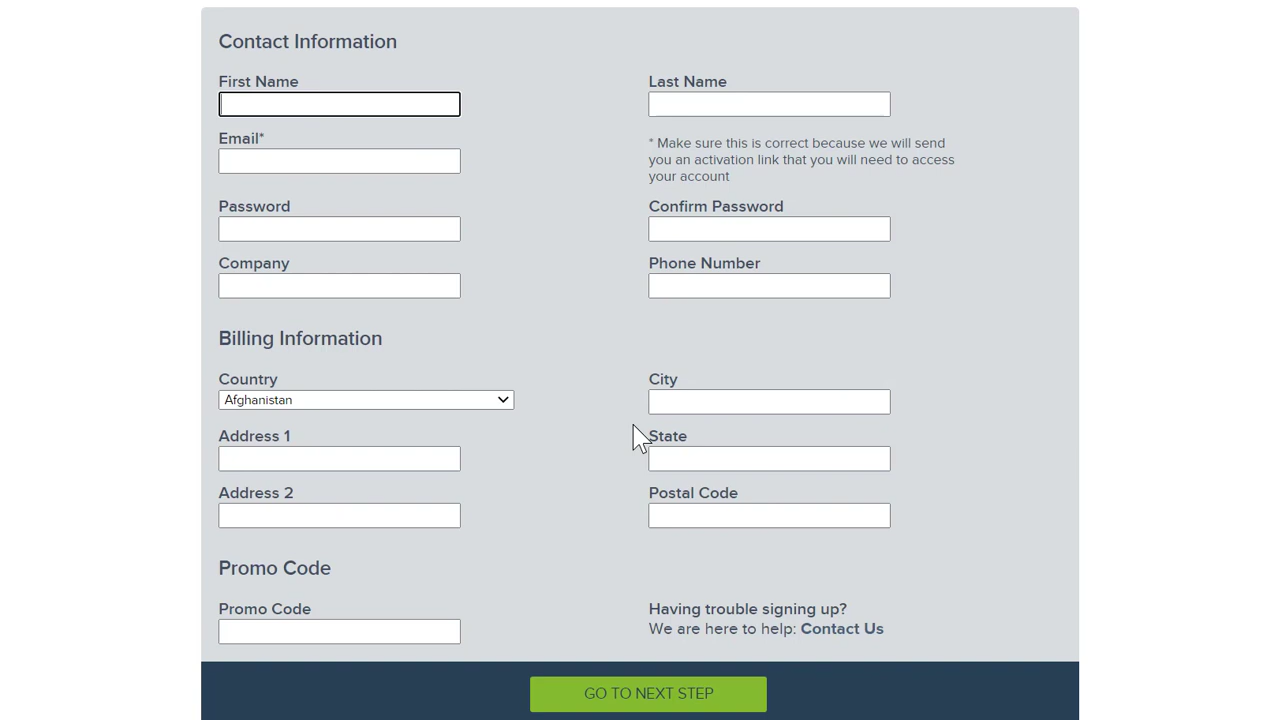 Contact Information
First Name
Last Name
Email*
* Make sure this is correct because we will send
you an activation link that you will need to access
your account
Password
Confirm Password
Company
Phone Number
Billing Information
Country
City
Afghanistan
Address 1
State
Address 2
Postal Code
Promo Code
Promo Code
Having trouble signing up?
We are here to help: Contact Us
GO TO NEXT STEP